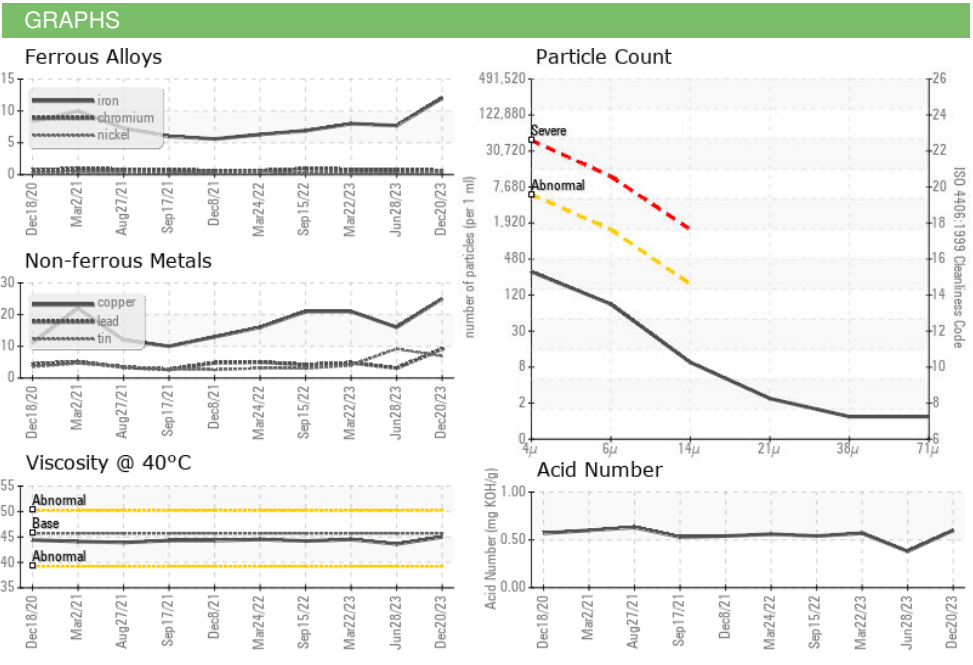 GRAPHS
Ferrous Alloys
15
10
5
0
iron
chromium
nickel
Dec18/20
Mar2/21
Aug27/21
Sep17/21
Dec8/21
Mar24/22
Sep15/22
Mar22/23
Jun28/23
Dec20/23
Non-ferrous Metals
30
20
10
0
copper
lead
tin
Dec18/20
Mar2/21
Aug27/21
Sep17/21
Dec8/21
Mar24/22
Sep15/22
Mar22/23
Jun28/23
Dec20/23
Viscosity @ 40°C
55
50
45
40
35
Abnormal
Base
Abnormal
Dec18/20
Mar2/21
Aug27/21
Sep17/21
Dec8/21
Mar24/22
Sep15/22
Mar22/23
Jun28/23
Dec20/23
Particle Count
number of particles (per 1 ml)
491,520
122,880
30,720
7,680
1,920
480
120
30
8
2
0
Severe
Abnormal
26
24
22
20
18
16
14
12
10
8
6
ISO 4406:1999 Cleanliness Code
4µ
6µ
14µ
21µ
38µ
71µ
Acid Number
Acid Number (mg KOH/g)
1.00
0.50
0.00
Dec18/20
Mar2/21
Aug27/21
Sep17/21
Dec8/21
Mar24/22
Sep15/22
Mar22/23
Jun28/23
Dec20/23